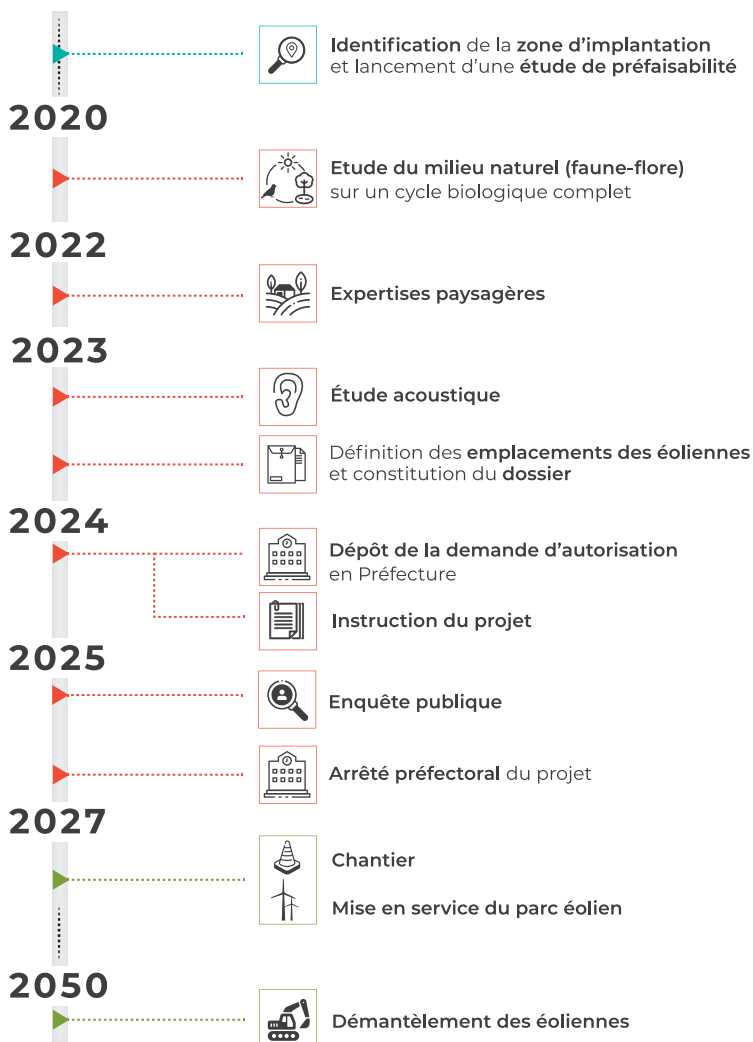 Identification de la zone d'implantation
et lancement d'une étude de préfaisabilité
2020
Etude du milieu naturel (faune-flore)
sur un cycle biologique complet
2022
Expertises paysagères
2023
Étude acoustique
Définition des emplacements des éoliennes
et constitution du dossier
2024
Dépôt de la demande d'autorisation
en Préfecture
Instruction du projet
2025
Enquête publique
Arrêté préfectoral du projet
2027
Chantier
Mise en service du parc éolien
2050
Démantèlement des éoliennes